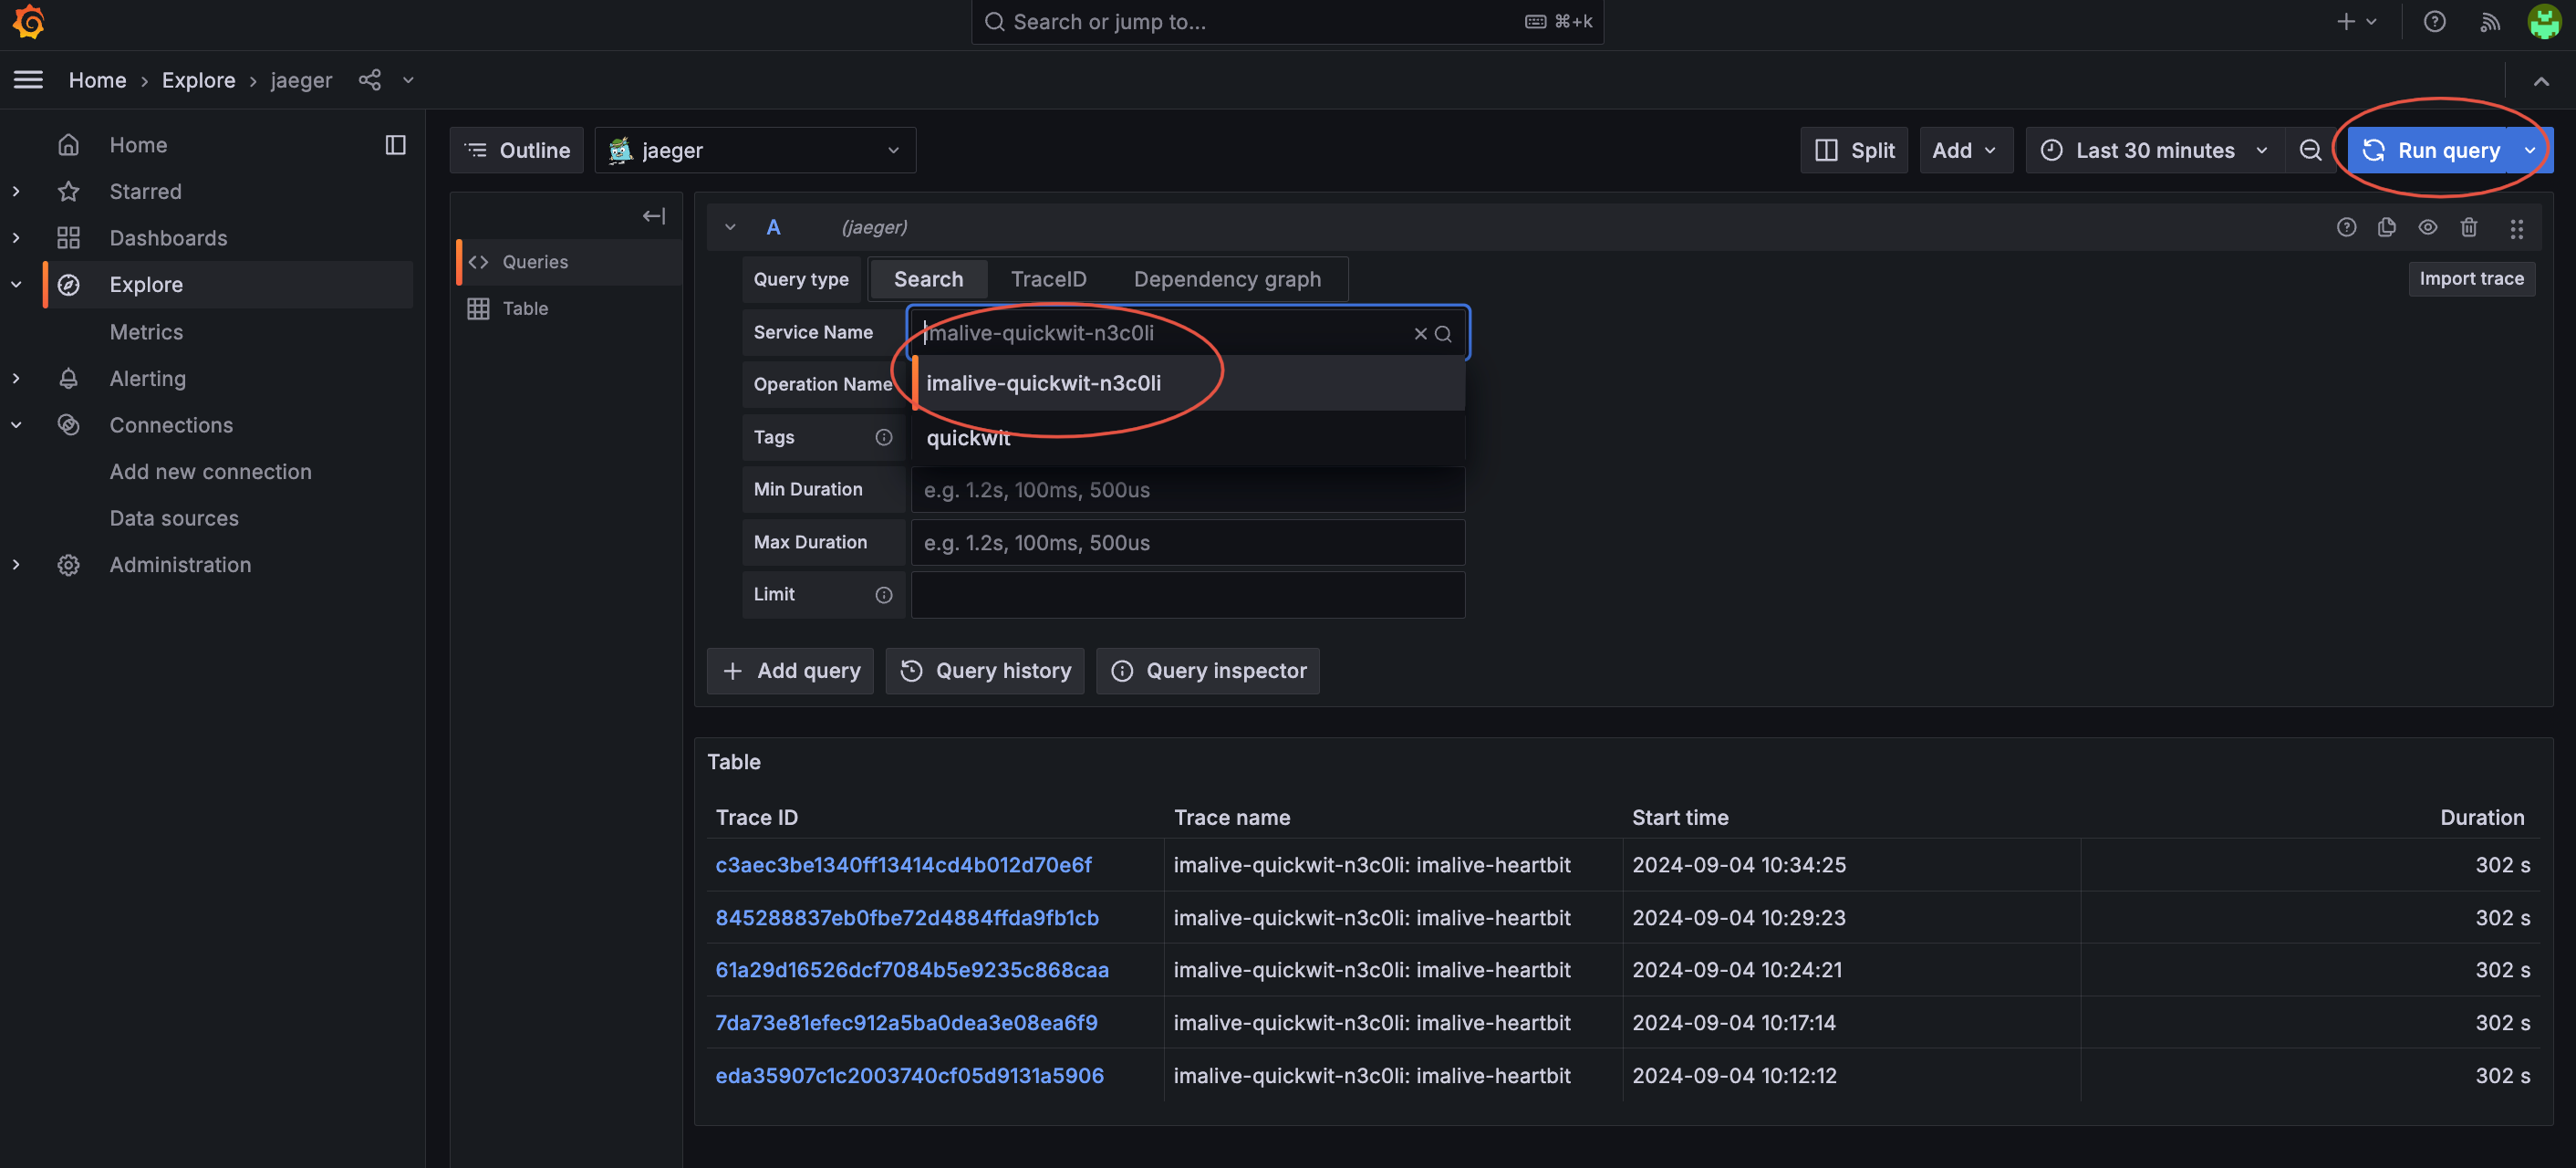 Search or jump to... ⌘+k
Home › Explore › jaeger
Home
Starred
Dashboards
Explore
Metrics
Alerting
Connections
Add new connection
Data sources
Administration
Outline jaeger Split Add Last 30 minutes Run query
Queries
Table
A (jaeger)
Query type Search TraceID Dependency graph Import trace
Service Name imalive-quickwit-n3c0li
Operation Name imalive-quickwit-n3c0li
Tags quickwit
Min Duration e.g. 1.2s, 100ms, 500us
Max Duration e.g. 1.2s, 100ms, 500us
Limit
+ Add query Query history Query inspector
Table
Trace ID Trace name Start time Duration
c3aec3be1340ff13414cd4b012d70e6f imalive-quickwit-n3c0li: imalive-heartbit 2024-09-04 10:34:25 302 s
845288837eb0fbe72d4884ffda9fb1cb imalive-quickwit-n3c0li: imalive-heartbit 2024-09-04 10:29:23 302 s
61a29d16526dcf7084b5e9235c868caa imalive-quickwit-n3c0li: imalive-heartbit 2024-09-04 10:24:21 302 s
7da73e81efec912a5ba0dea3e08ea6f9 imalive-quickwit-n3c0li: imalive-heartbit 2024-09-04 10:17:14 302 s
eda35907c1c2003740cf05d9131a5906 imalive-quickwit-n3c0li: imalive-heartbit 2024-09-04 10:12:12 302 s